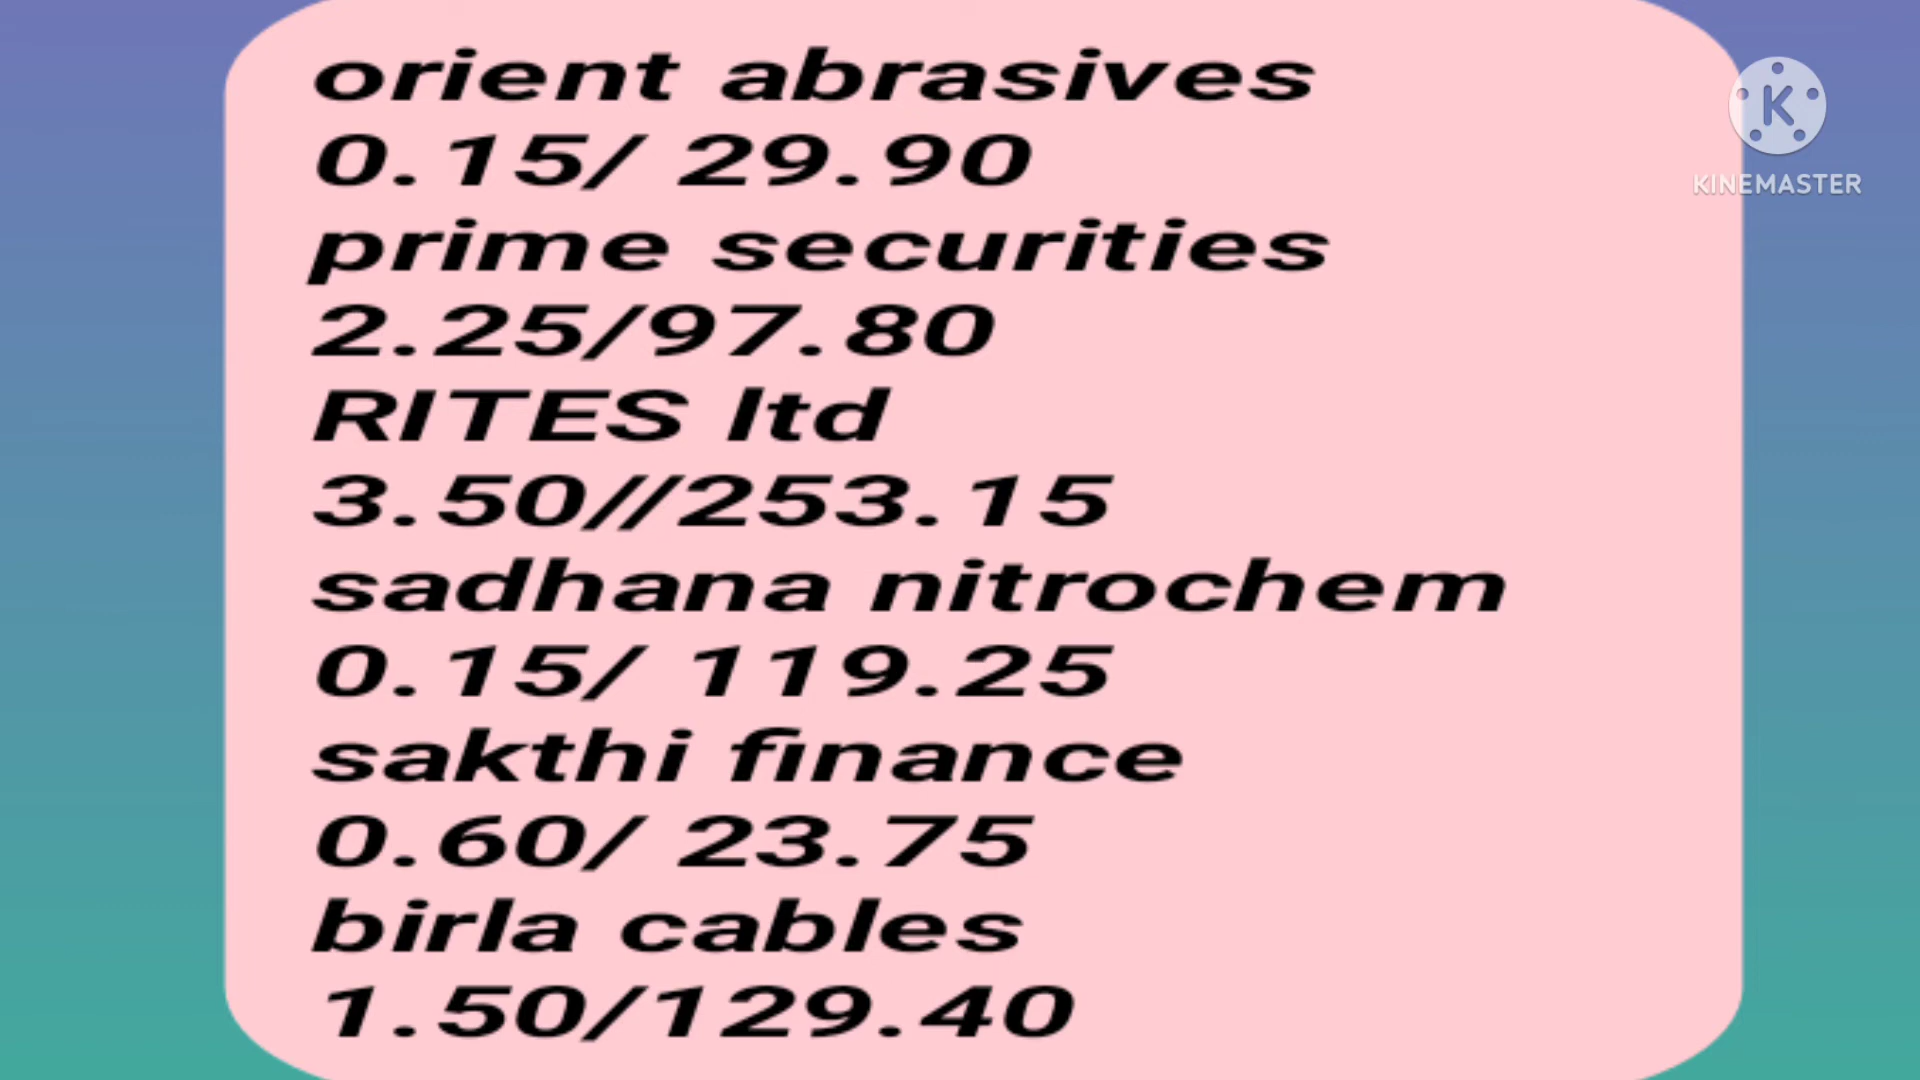 orient abrasives
0.15/ 29.90
prime securities
2.25/97.80
RITES ltd
3.50//253.15
sadhana nitrochem
0.15/ 119.25
sakthi finance
0.60/ 23.75
birla cables
1.50/129.40
K
KINEMASTER